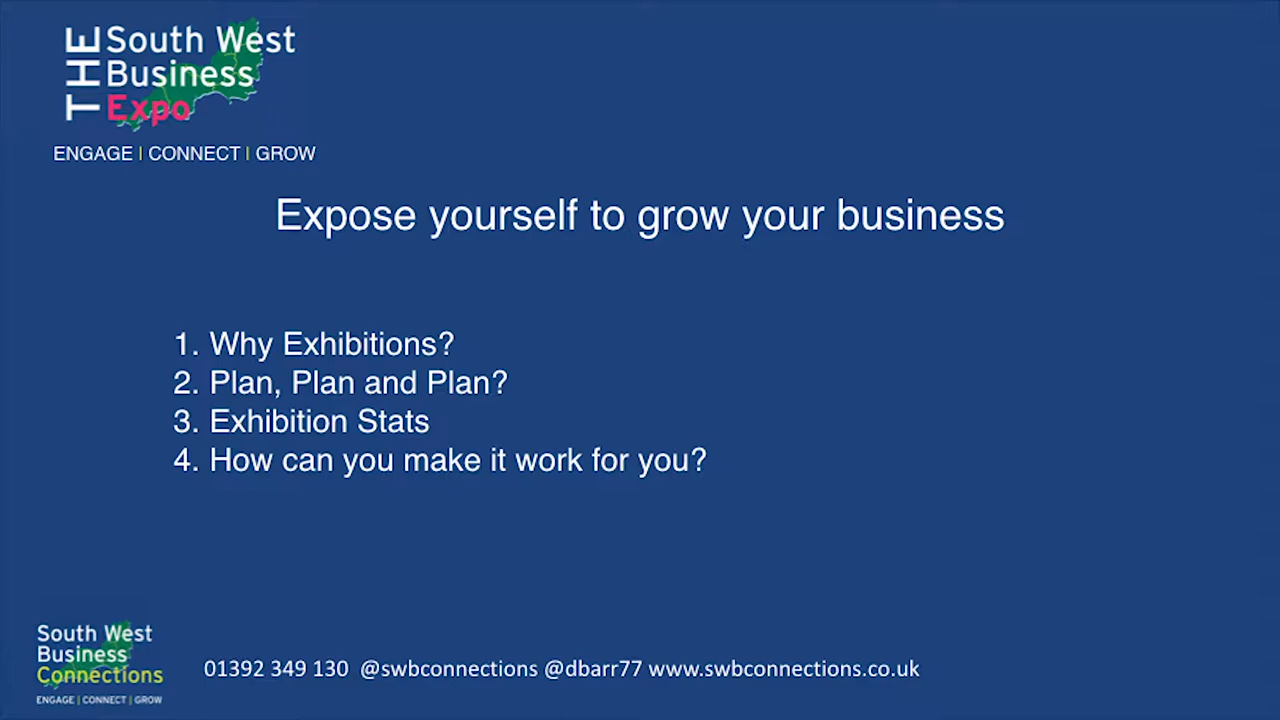 THE
South West
Business
Expo
ENGAGE | CONNECT | GROW
Expose yourself to grow your business
1. Why Exhibitions?
2. Plan, Plan and Plan?
3. Exhibition Stats
4. How can you make it work for you?
South West
Business
Connections
ENGAGE | CONNECT | GROW
01392 349 130 @swbconnections @dbarr77 www.swbconnections.co.uk